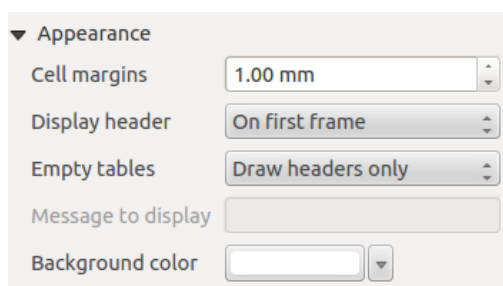 Appearance
Cell margins 1.00 mm
Display header On first frame
Empty tables Draw headers only
Message to display
Background color